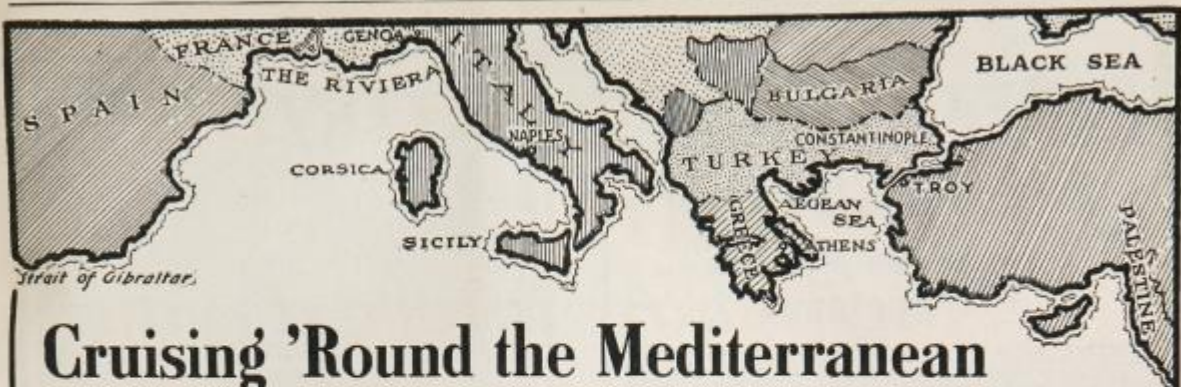 FRANCE
GENOA
ITALY
SPAIN
THE RIVIERA
BLACK SEA
BULGARIA
NAPLES
CONSTANTINOPLE
CORSICA
TURKEY
TROY
AEGEAN
SEA
GREECE
ATHENS
SICILY
PALESTINE
Strait of Gibraltar,
Cruising ’Round the Mediterranean